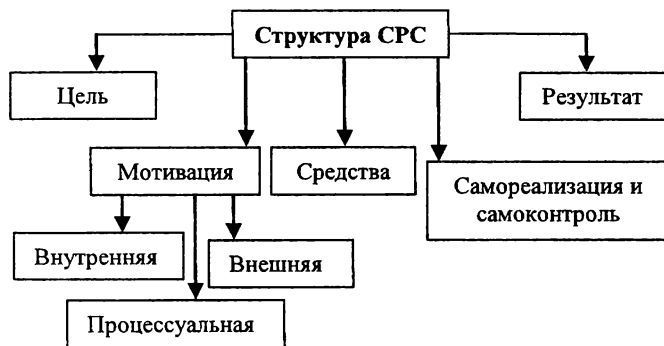 Структура СРС
Цель
Результат
Мотивация
Средства
Самореализация и
самоконтроль
Внутренняя
Внешняя
Процессуальная